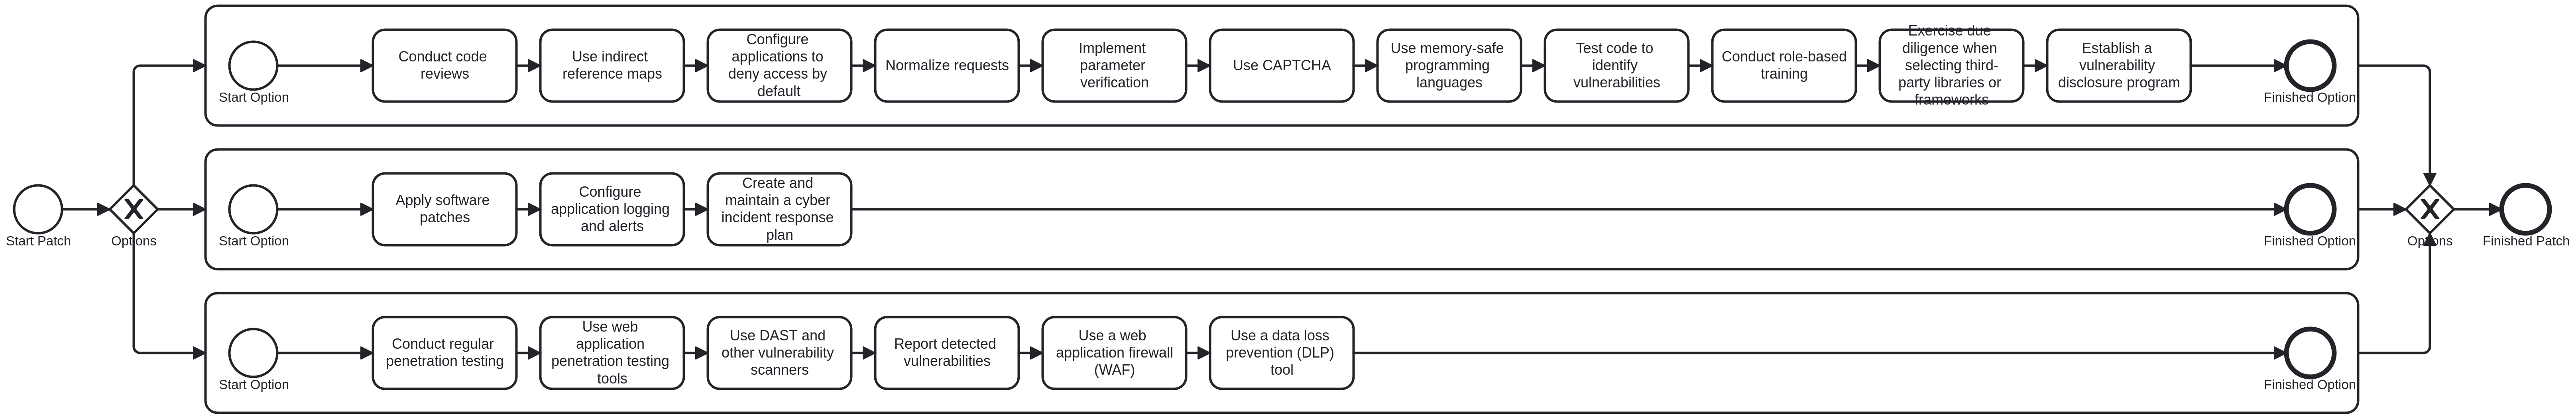 Conduct code
reviews
Use indirect
reference maps
Configure
applications to
deny access by
default
Normalize requests
Implement
parameter
verification
Use CAPTCHA
Use memory-safe
programming
languages
Test code to
identify
vulnerabilities
Conduct role-based
training
Exercise due
diligence when
selecting third-
party libraries or
frameworks
Establish a
vulnerability
disclosure program
Start Option
Finished Option
Apply software
patches
Configure
application logging
and alerts
Create and
maintain a cyber
incident response
plan
Start Patch
Options
Start Option
Finished Option
Options
Finished Patch
Conduct regular
penetration testing
Use web
application
penetration testing
tools
Use DAST and
other vulnerability
scanners
Report detected
vulnerabilities
Use a web
application firewall
(WAF)
Use a data loss
prevention (DLP)
tool
Start Option
Finished Option